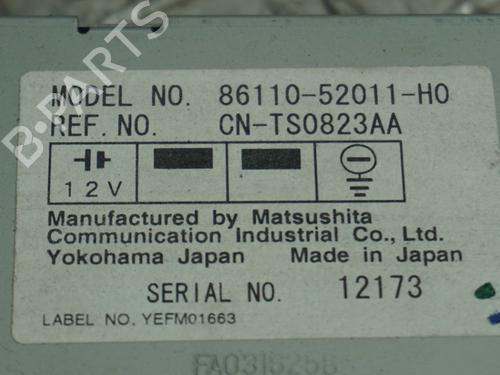 MODEL NO. 86110-52011-H0
REF. NO. CN-TS0823AA
12V
Manufactured by Matsushita
Communication Industrial Co., Ltd.
Yokohama Japan Made in Japan
SERIAL NO. 12173
LABEL NO. YEFM01663
B-PARTS